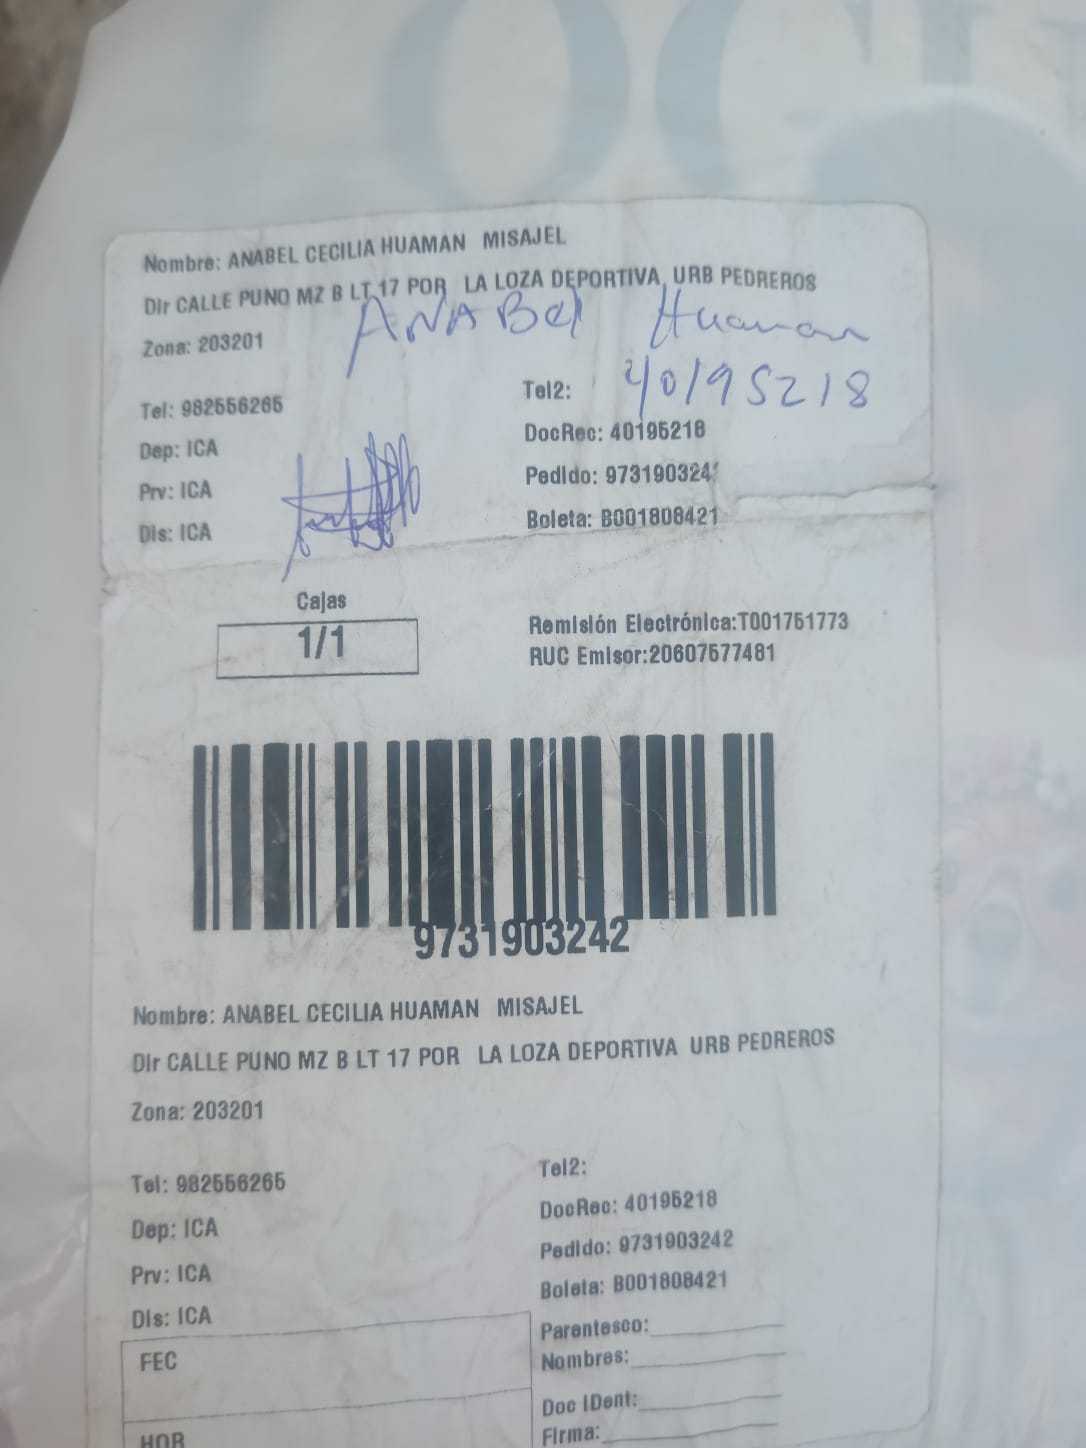 Nombre: ANABEL CECILIA HUAMAN MISAJEL
Dir CALLE PUNO MZ B LT 17 POR LA LOZA DEPORTIVA URB PEDREROS
ANABel Huaman
Zona: 203201
40195218
Tel2:
Tel: 982556265
DocRec: 40195218
Dep: ICA
Pedido: 973190324
Prv: ICA
Boleta: B001808421
Dis: ICA
Cajas
1/1
Remisión Electrónica:T001751773
RUC Emisor:20607577481
9731903242
Nombre: ANABEL CECILIA HUAMAN MISAJEL
Dir CALLE PUNO MZ B LT 17 POR LA LOZA DEPORTIVA URB PEDREROS
Zona: 203201
Tel2:
Tel: 982556265
DocRec: 40195218
Dep: ICA
Pedido: 9731903242
Prv: ICA
Boleta: B001808421
Dis: ICA
Parentesco:
FEC
Nombres:
Doc IDent:
HOR
Firma: